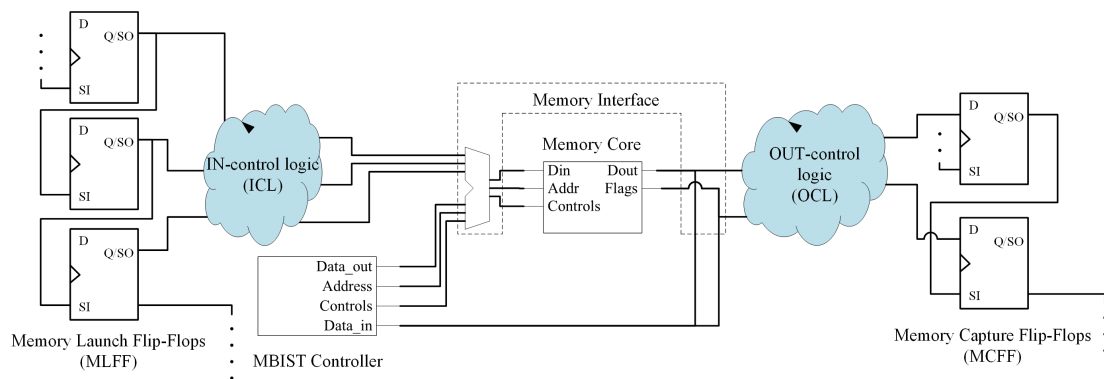 D
Q/SO
SI
D
Q/SO
SI
D
Q/SO
SI
Memory Launch Flip-Flops
(MLFF)
IN-control logic
(ICL)
Data_out
Address
Controls
Data_in
MBIST Controller
Memory Interface
Memory Core
Din
Dout
Addr
Flags
Controls
OUT-control
logic
(OCL)
D
Q/SO
SI
D
Q/SO
SI
Memory Capture Flip-Flops
(MCFF)